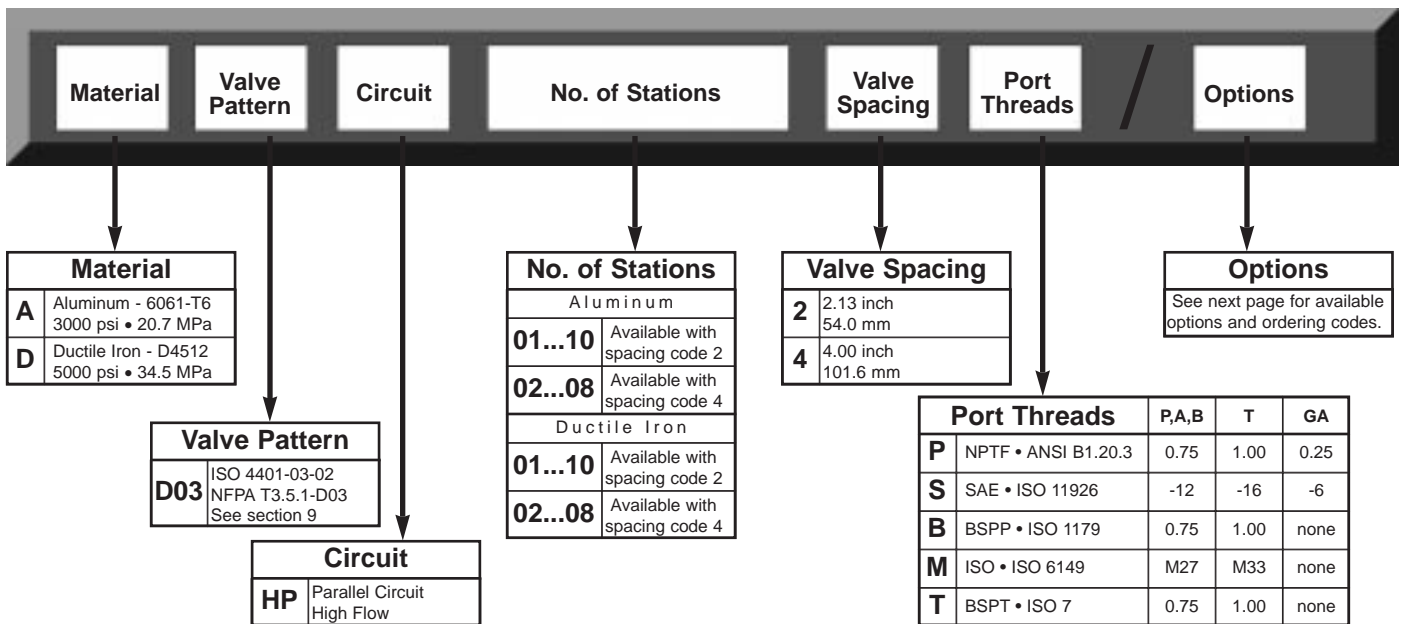 Material
Valve
Pattern
Circuit
No. of Stations
Valve
Spacing
Port
Threads
/
Options
Material
A
Aluminum - 6061-T6
3000 psi • 20.7 MPa
D
Ductile Iron - D4512
5000 psi • 34.5 MPa
Valve Pattern
D03
ISO 4401-03-02
NFPA T3.5.1-D03
See section 9
Circuit
HP
Parallel Circuit
High Flow
No. of Stations
Aluminum
01...10
Available with
spacing code 2
02...08
Available with
spacing code 4
Ductile Iron
01...10
Available with
spacing code 2
02...08
Available with
spacing code 4
Valve Spacing
2
2.13 inch
54.0 mm
4
4.00 inch
101.6 mm
Options
See next page for available
options and ordering codes.
Port Threads P,A,B T GA
P NPTF • ANSI B1.20.3 0.75 1.00 0.25
S SAE • ISO 11926 -12 -16 -6
B BSPP • ISO 1179 0.75 1.00 none
M ISO • ISO 6149 M27 M33 none
T BSPT • ISO 7 0.75 1.00 none